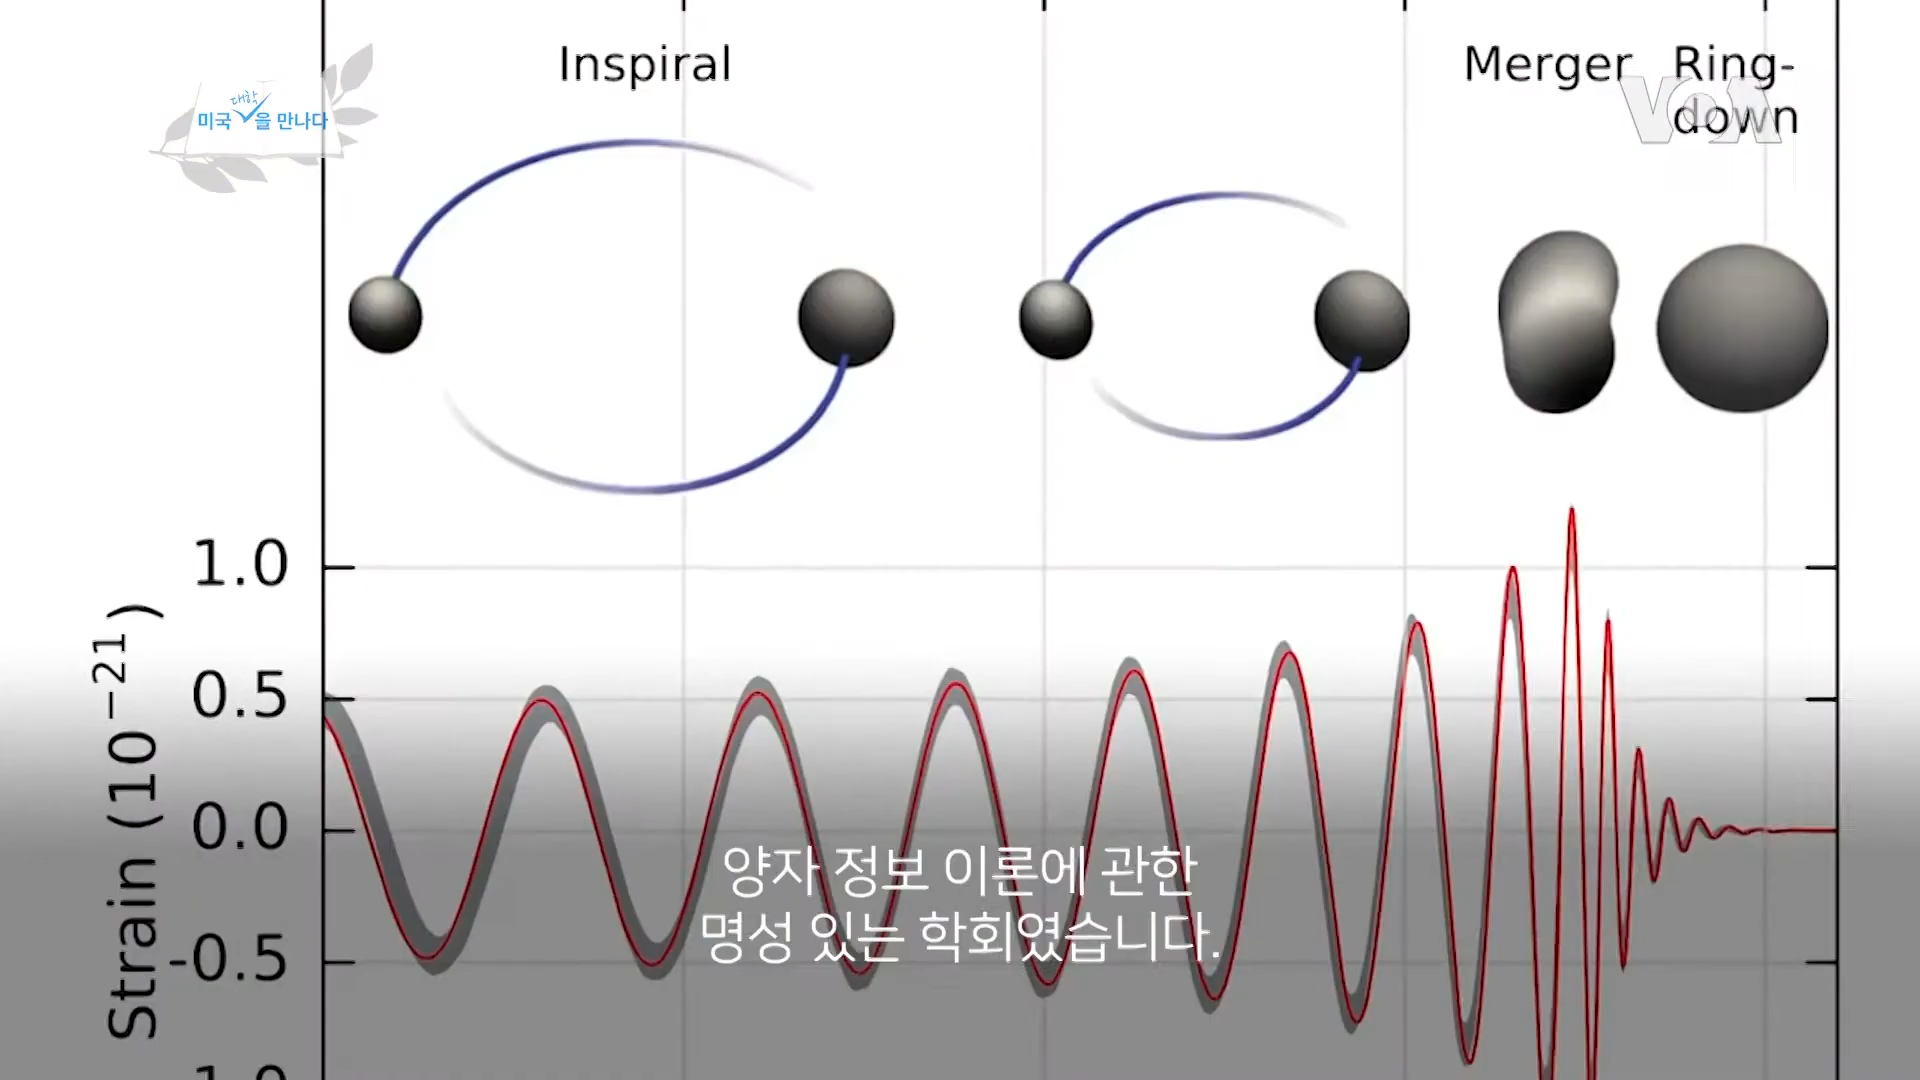 Inspiral
Merger
Ring-
down
대학
미국 을 만나다
VOA
1.0
0.5
0.0
-0.5
Strain (10⁻²¹)
양자 정보 이론에 관한
명성 있는 학회였습니다.